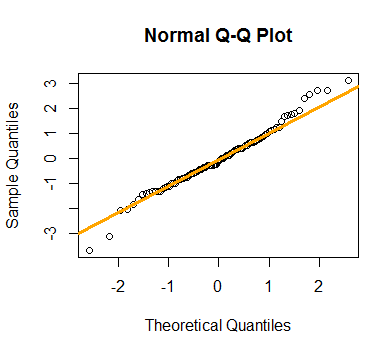 Normal Q-Q Plot
Sample Quantiles
3
2
1
0
-1
-3
-2 -1 0 1 2
Theoretical Quantiles